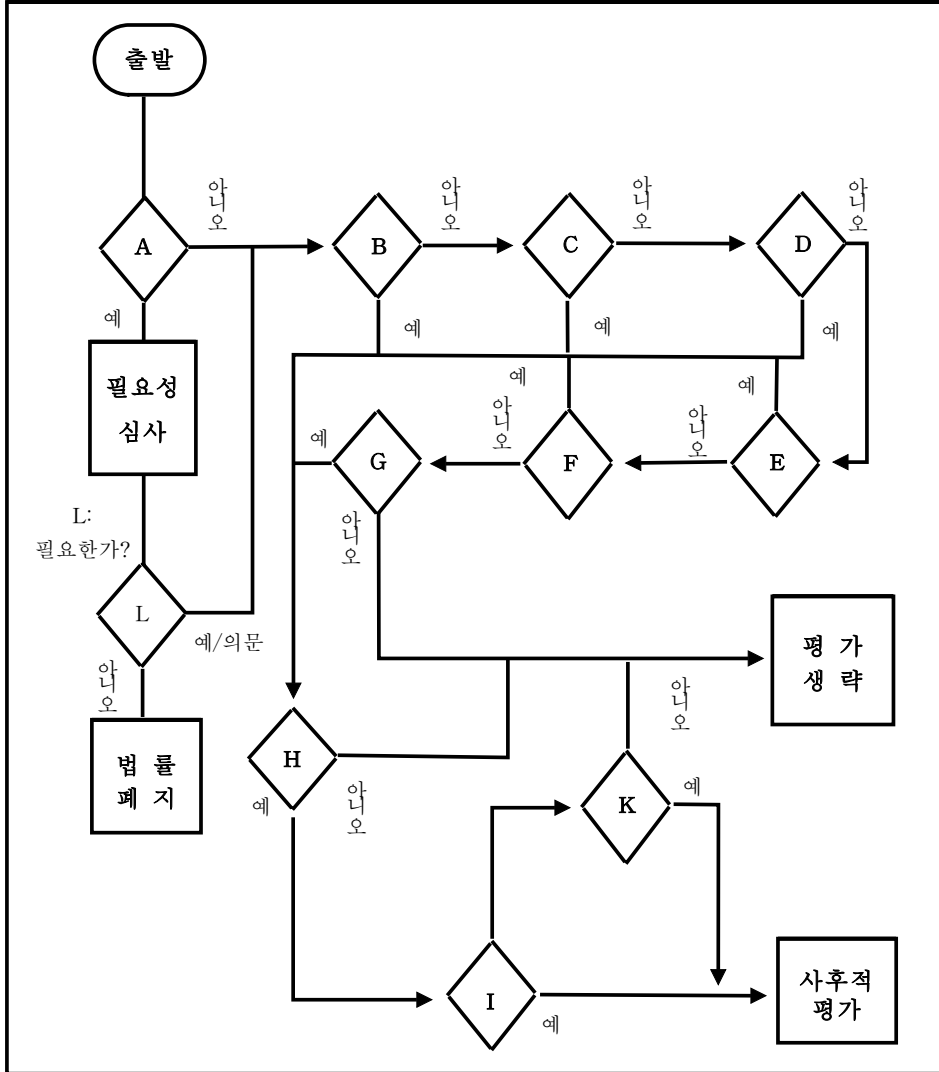 출발
아니오
아니오
아니오
아니오
A
B
C
D
예
예
예
예
필요성
심사
예
예
예
아니오
아니오
G
F
E
L:
필요한가?
아니오
L
예/의문
아니오
평 가
생 략
아니오
법 률
폐 지
H
예
아니오
K
예
I
예
사후적
평가